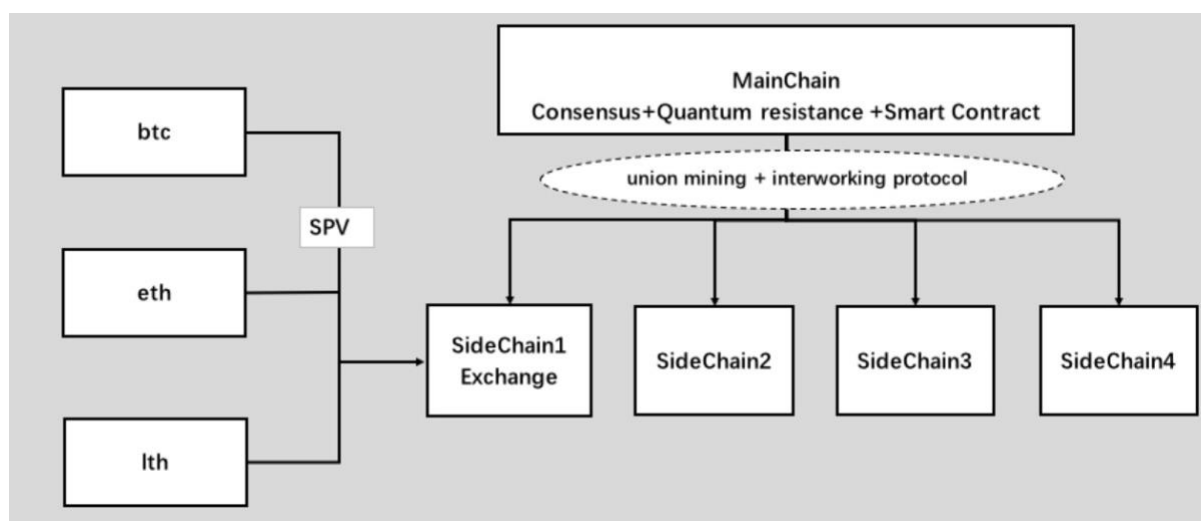 MainChain
Consensus+Quantum resistance +Smart Contract
union mining + interworking protocol
btc
SPV
eth
lth
SideChain1
Exchange
SideChain2
SideChain3
SideChain4